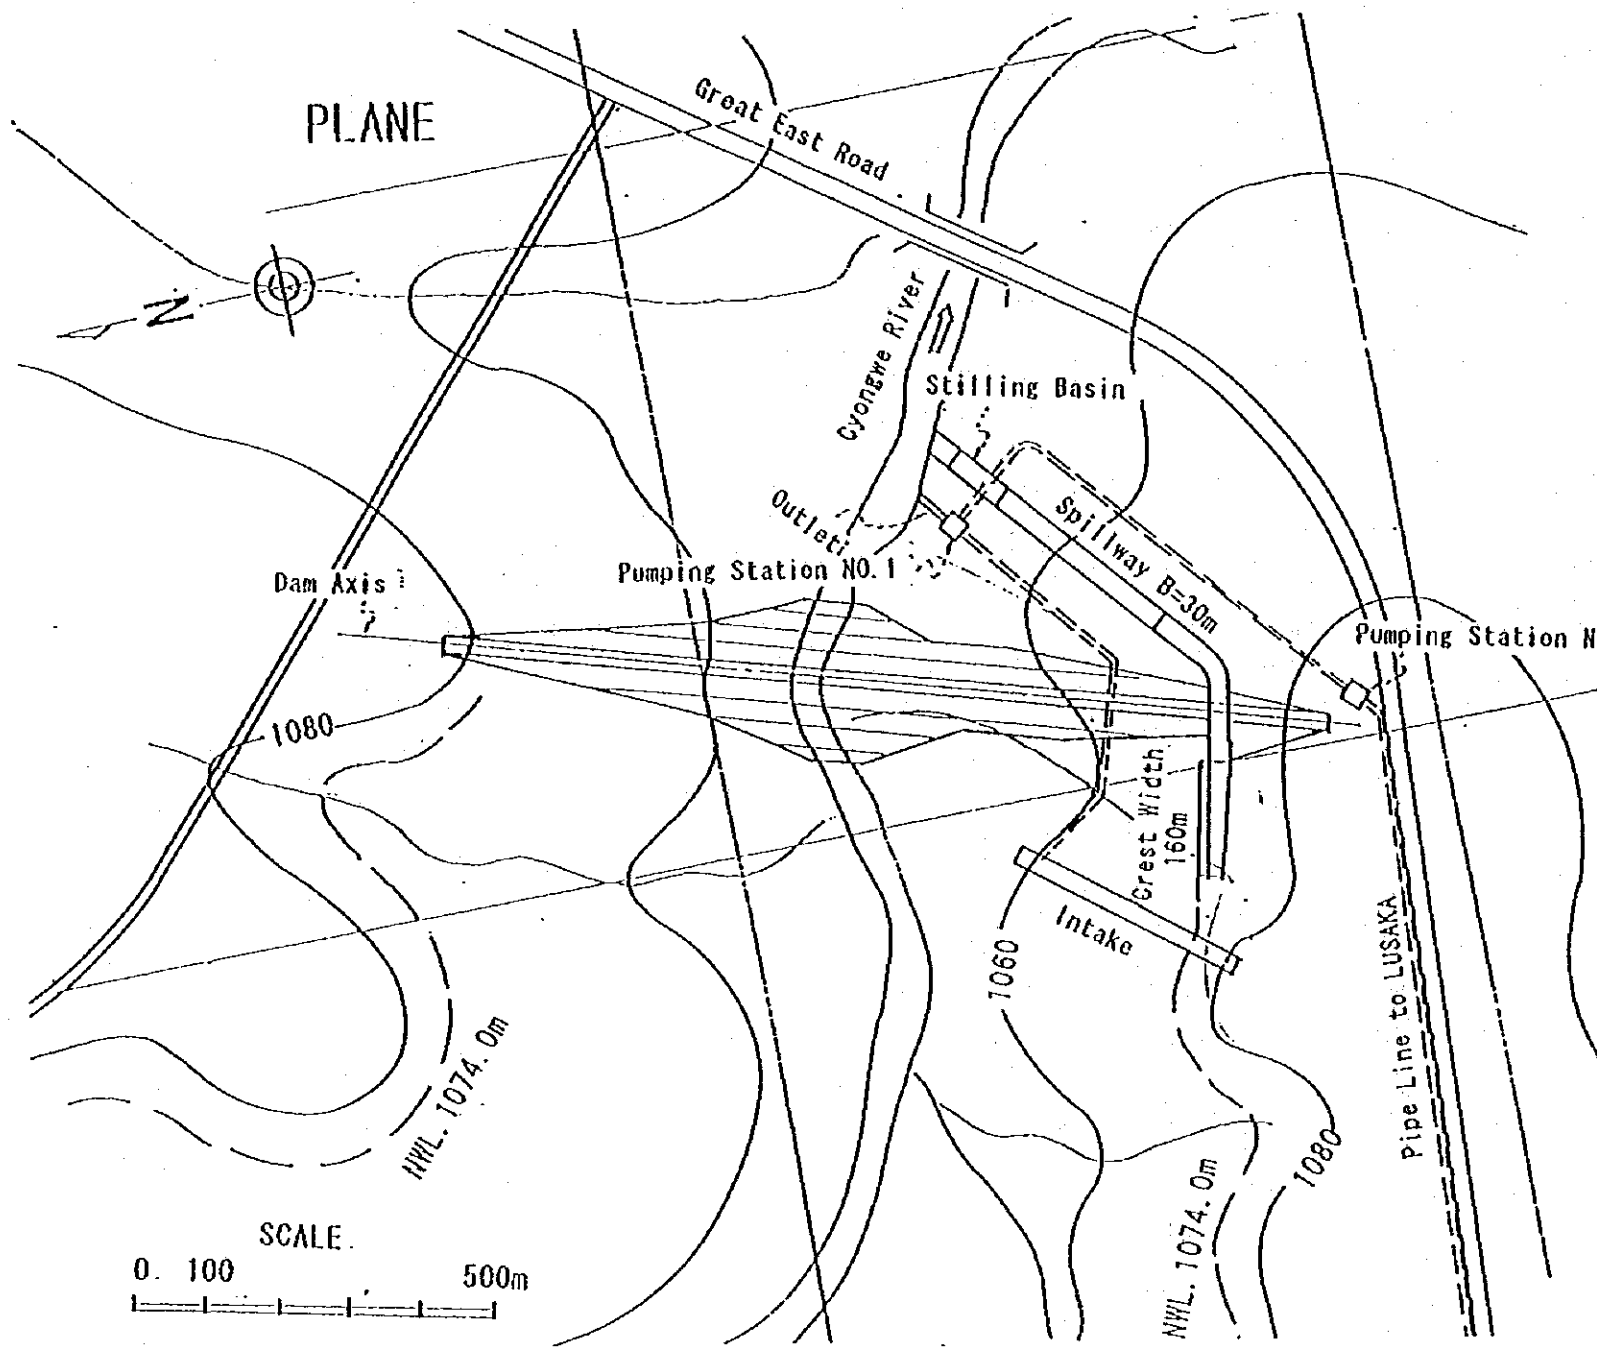 PLANE
Great East Road
N
Cyongwe River
Stilling Basin
Outlet
Spillway B=30m
Dam Axis
Pumping Station NO.1
Pumping Station N
1080
Crest Width
160m
Intake
1060
Pipe Line to LUSAKA
NWL. 1074.0m
1080
NWL. 1074.0m
SCALE.
0. 100 500m